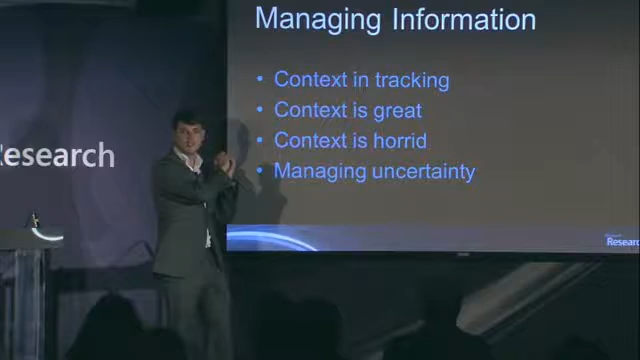 Managing Information
• Context in tracking
• Context is great
• Context is horrid
• Managing uncertainty
Research
Research